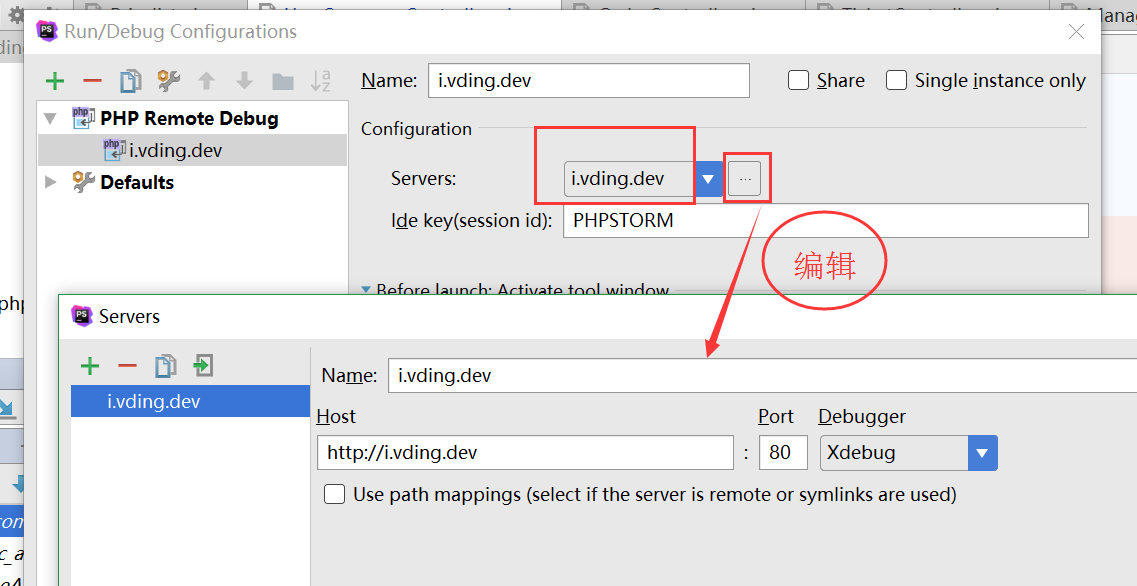 Run/Debug Configurations
Name: i.vding.dev Share Single instance only
PHP Remote Debug
i.vding.dev
Defaults
Configuration
Servers: i.vding.dev ...
Ide key(session id): PHPSTORM
编辑
Before launch: Activate tool window
Servers
i.vding.dev
Name: i.vding.dev
Host Port Debugger
http://i.vding.dev : 80 Xdebug
Use path mappings (select if the server is remote or symlinks are used)